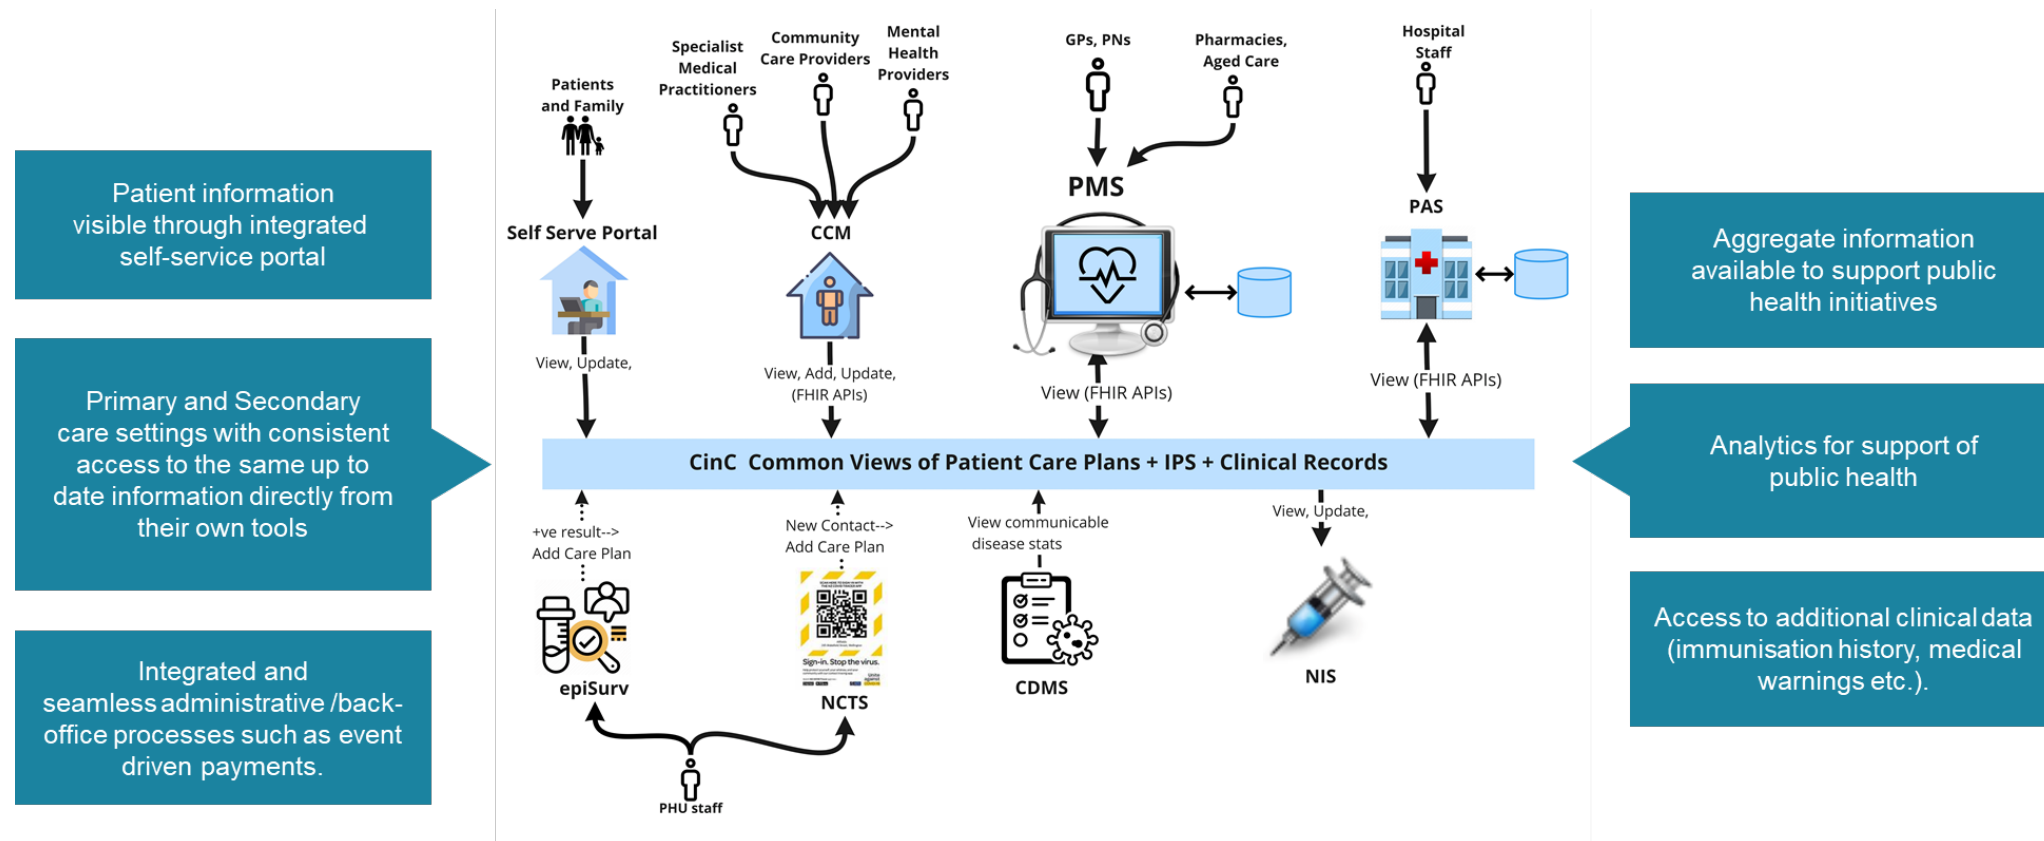 Patient information
visible through integrated
self-service portal
Primary and Secondary
care settings with consistent
access to the same up to
date information directly from
their own tools
Integrated and
seamless administrative /back-
office processes such as event
driven payments.
Patients
and Family
Specialist
Medical
Practitioners
Community
Care Providers
Mental
Health
Providers
GPs, PNs
Pharmacies,
Aged Care
Hospital
Staff
Self Serve Portal
CCM
PMS
PAS
View, Update,
View, Add, Update,
(FHIR APIs)
View (FHIR APIs)
View (FHIR APIs)
CinC Common Views of Patient Care Plans + IPS + Clinical Records
+ve result-->
Add Care Plan
New Contact-->
Add Care Plan
View communicable
disease stats
View, Update,
Sign-in. Stop the virus.
epiSurv
NCTS
CDMS
NIS
PHU staff
Aggregate information
available to support public
health initiatives
Analytics for support of
public health
Access to additional clinical data
(immunisation history, medical
warnings etc.).